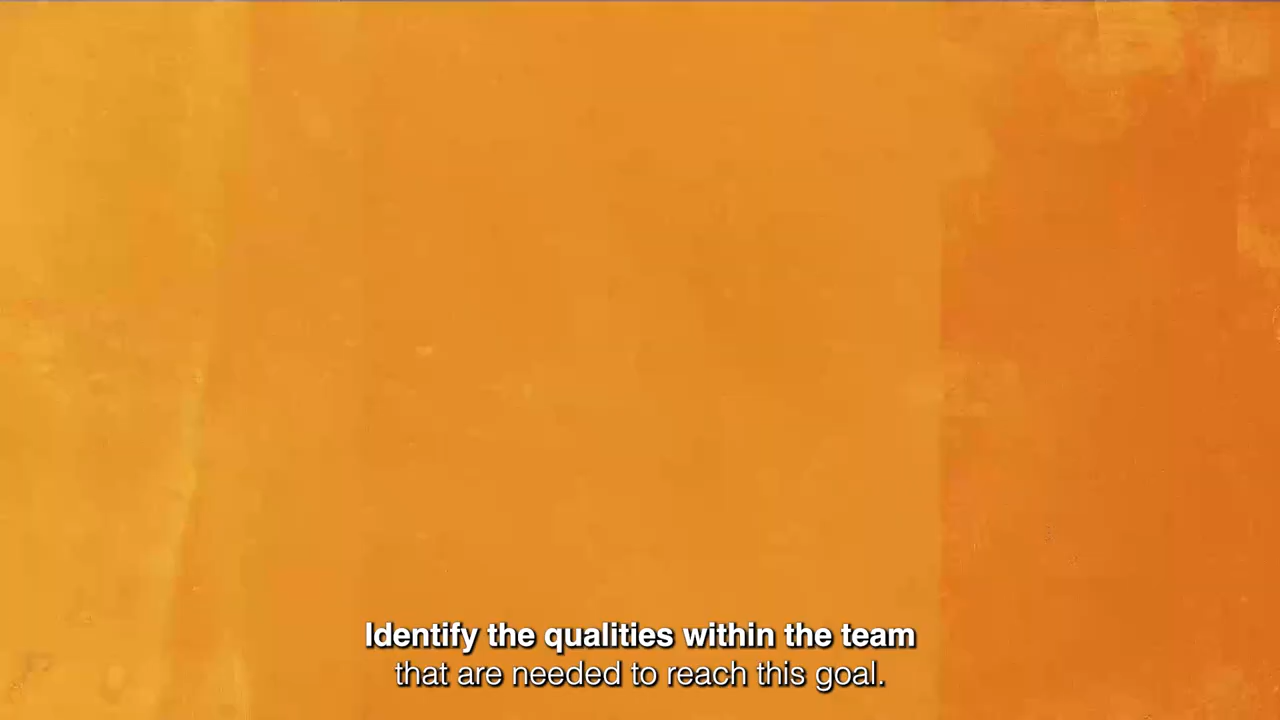 Identify the qualities within the team
that are needed to reach this goal.